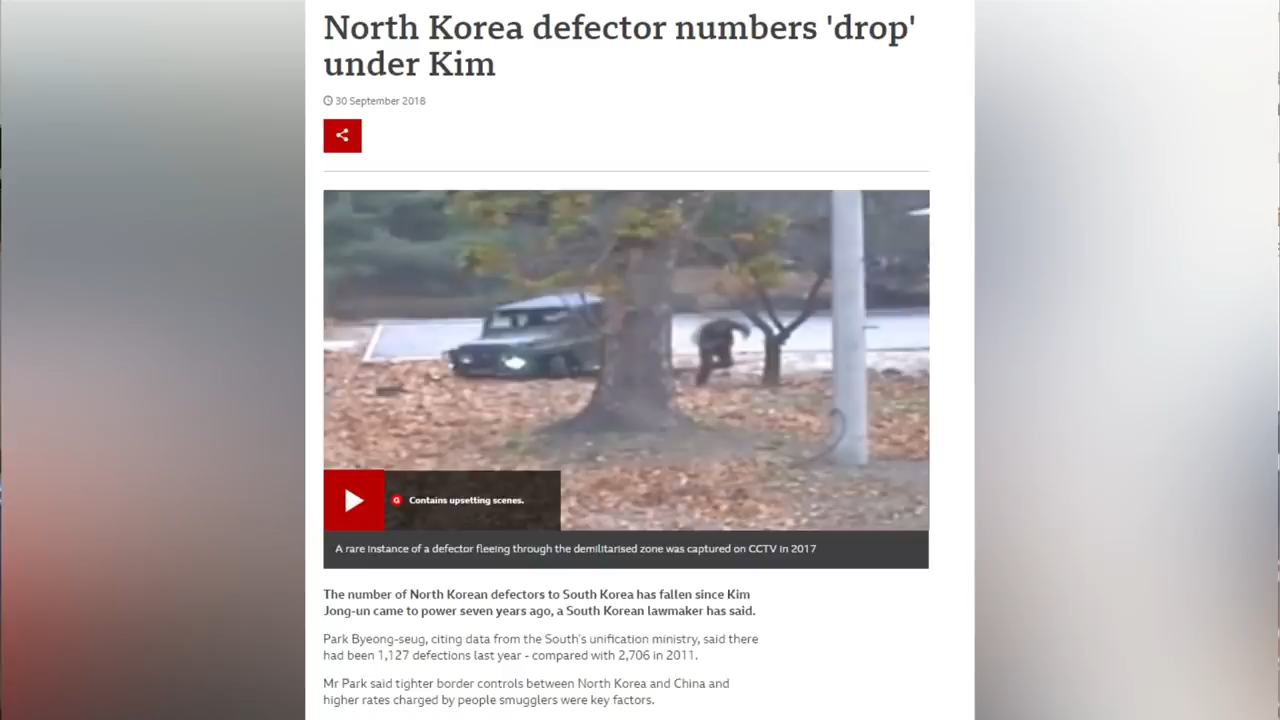 North Korea defector numbers 'drop'
under Kim
30 September 2018
G Contains upsetting scenes.
A rare instance of a defector fleeing through the demilitarised zone was captured on CCTV in 2017
The number of North Korean defectors to South Korea has fallen since Kim
Jong-un came to power seven years ago, a South Korean lawmaker has said.
Park Byeong-seug, citing data from the South's unification ministry, said there
had been 1,127 defections last year - compared with 2,706 in 2011.
Mr Park said tighter border controls between North Korea and China and
higher rates charged by people smugglers were key factors.